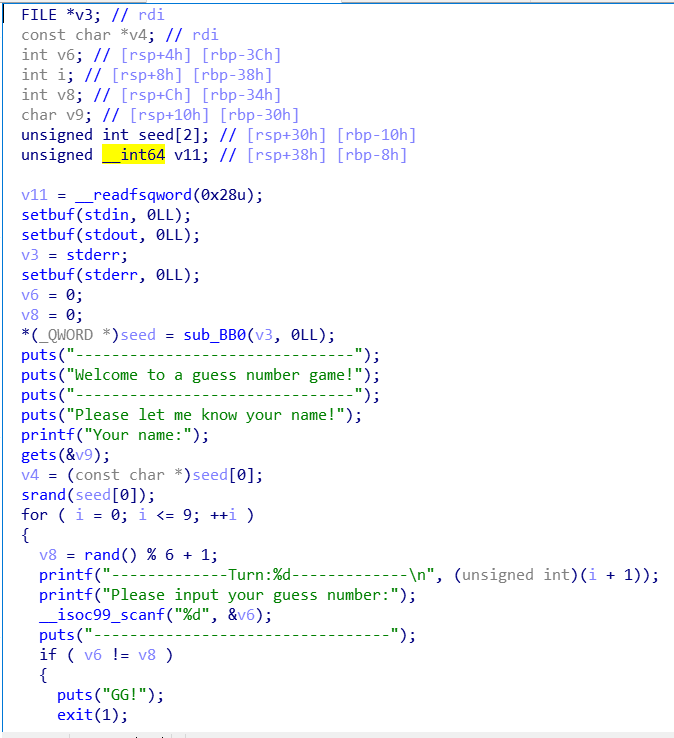 FILE *v3; // rdi
const char *v4; // rdi
int v6; // [rsp+4h] [rbp-3Ch]
int i; // [rsp+8h] [rbp-38h]
int v8; // [rsp+Ch] [rbp-34h]
char v9; // [rsp+10h] [rbp-30h]
unsigned int seed[2]; // [rsp+30h] [rbp-10h]
unsigned __int64 v11; // [rsp+38h] [rbp-8h]
v11 = __readfsqword(0x28u);
setbuf(stdin, 0LL);
setbuf(stdout, 0LL);
v3 = stderr;
setbuf(stderr, 0LL);
v6 = 0;
v8 = 0;
*(_QWORD *)seed = sub_BB0(v3, 0LL);
puts("-------------------------------");
puts("Welcome to a guess number game!");
puts("-------------------------------");
puts("Please let me know your name!");
printf("Your name:");
gets(&v9);
v4 = (const char *)seed[0];
srand(seed[0]);
for ( i = 0; i <= 9; ++i )
{
v8 = rand() % 6 + 1;
printf("-------------Turn:%d-------------\n", (unsigned int)(i + 1));
printf("Please input your guess number:");
__isoc99_scanf("%d", &v6);
puts("---------------------------------");
if ( v6 != v8 )
{
puts("GG!");
exit(1);